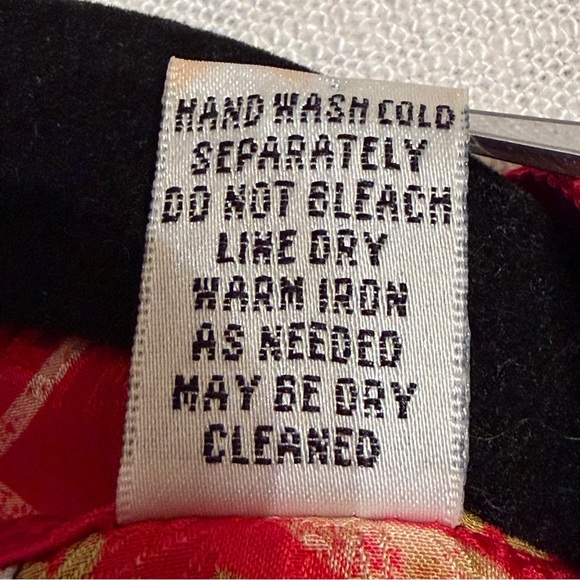 HAND WASH COLD
SEPARATELY
DO NOT BLEACH
LINE DRY
WARM IRON
AS NEEDED
MAY BE DRY
CLEANED